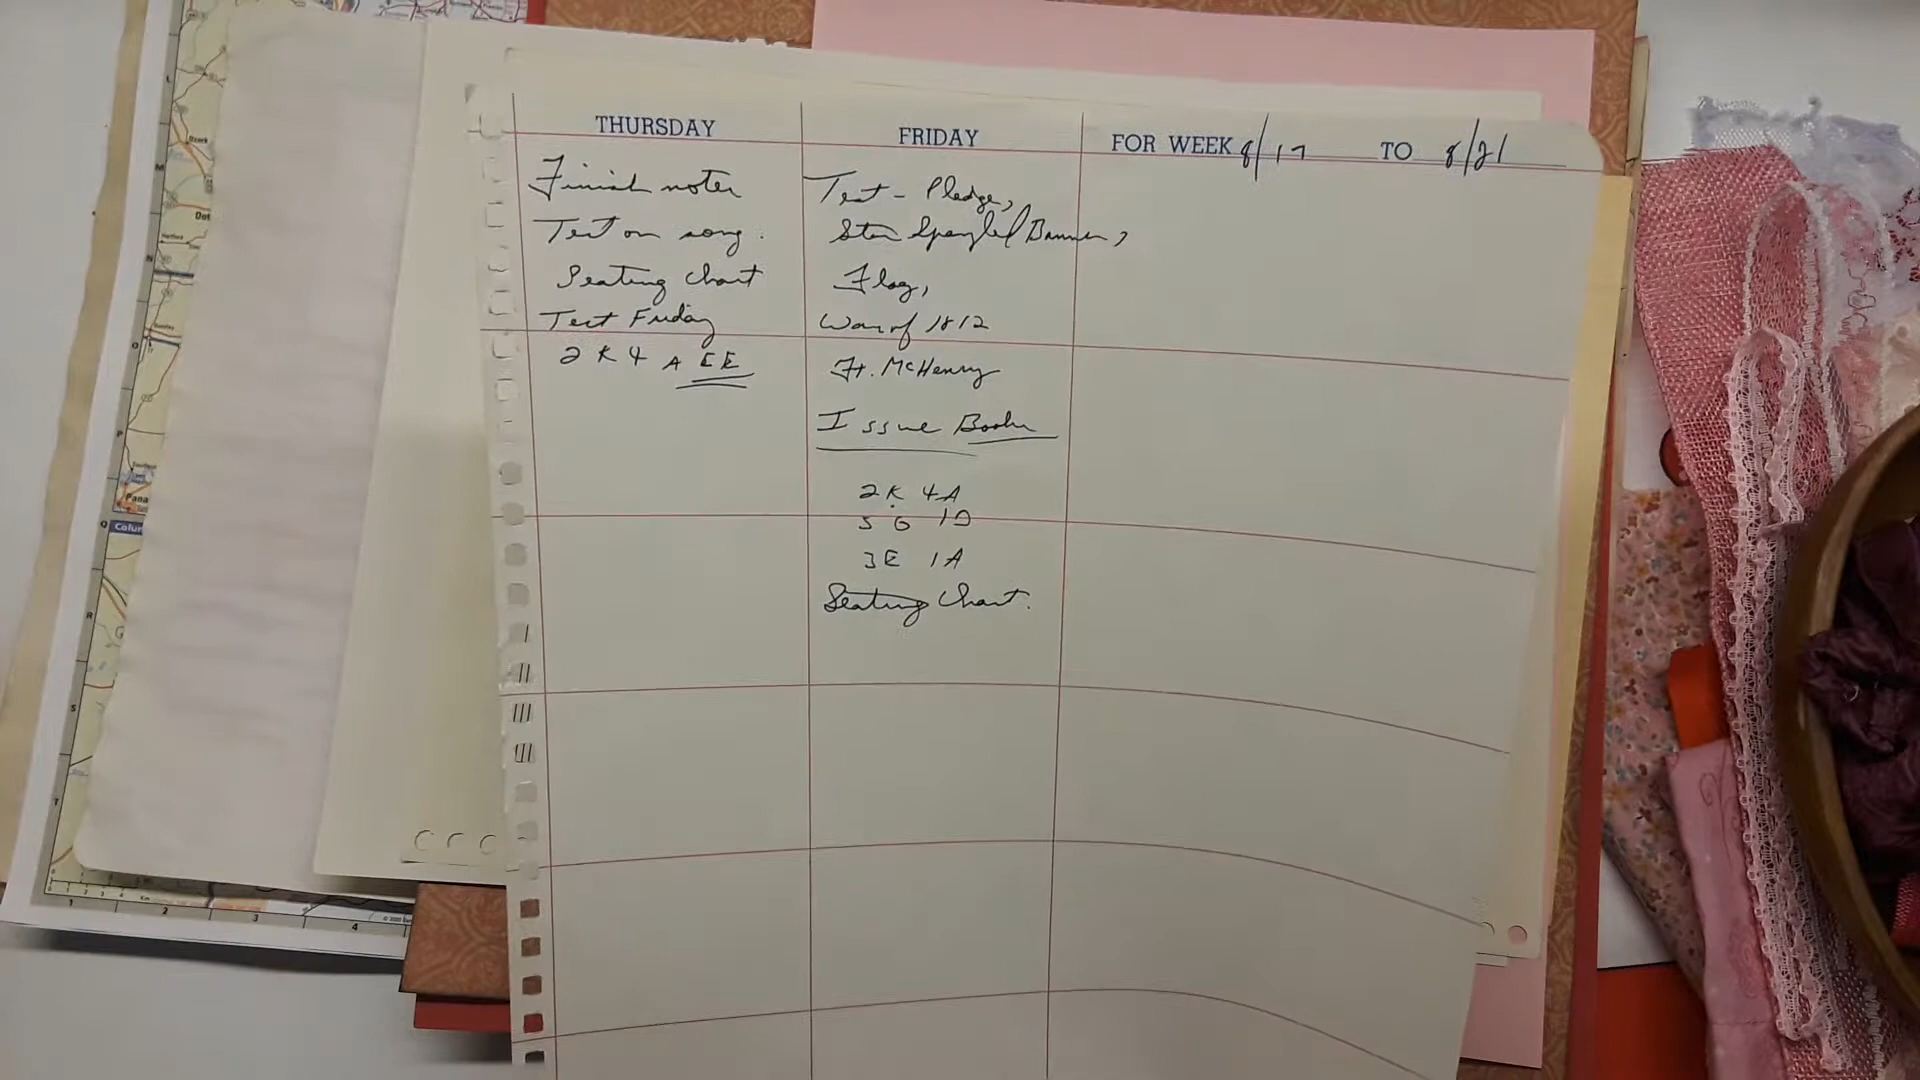 THURSDAY
Finish notes
Test on song.
Seating Chart
Test Friday
2 K 4 A EE
FRIDAY
Test - Pledge,
Star Spangled Banner,
Flag,
War of 1812
Ft. McHenry
Issue Books
2K 4A
5 G 1D
3E 1A
Seating Chart.
FOR WEEK 8/17 TO 8/21